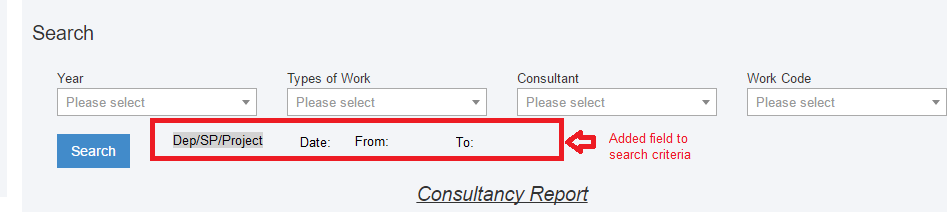 Search
Year Types of Work Consultant Work Code
Please select Please select Please select Please select
Search Dep/SP/Project Date: From: To: Added field to
search criteria
Consultancy Report